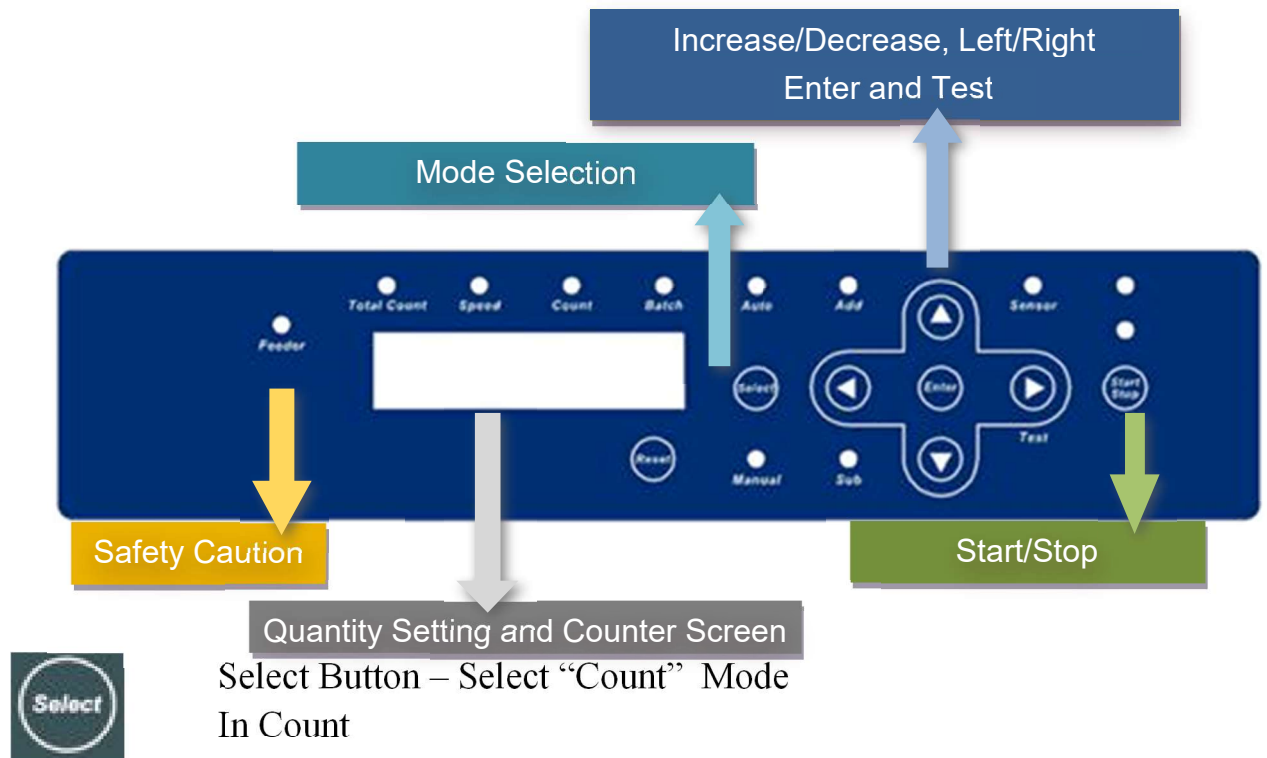 Increase/Decrease, Left/Right
Enter and Test
Mode Selection
Total Count
Speed
Count
Batch
Auto
Add
Sensor
Feeder
Select
Enter
Start
Stop
Test
Reset
Manual
Sub
Safety Caution
Start/Stop
Quantity Setting and Counter Screen
Select
Select Button – Select “Count” Mode
In Count